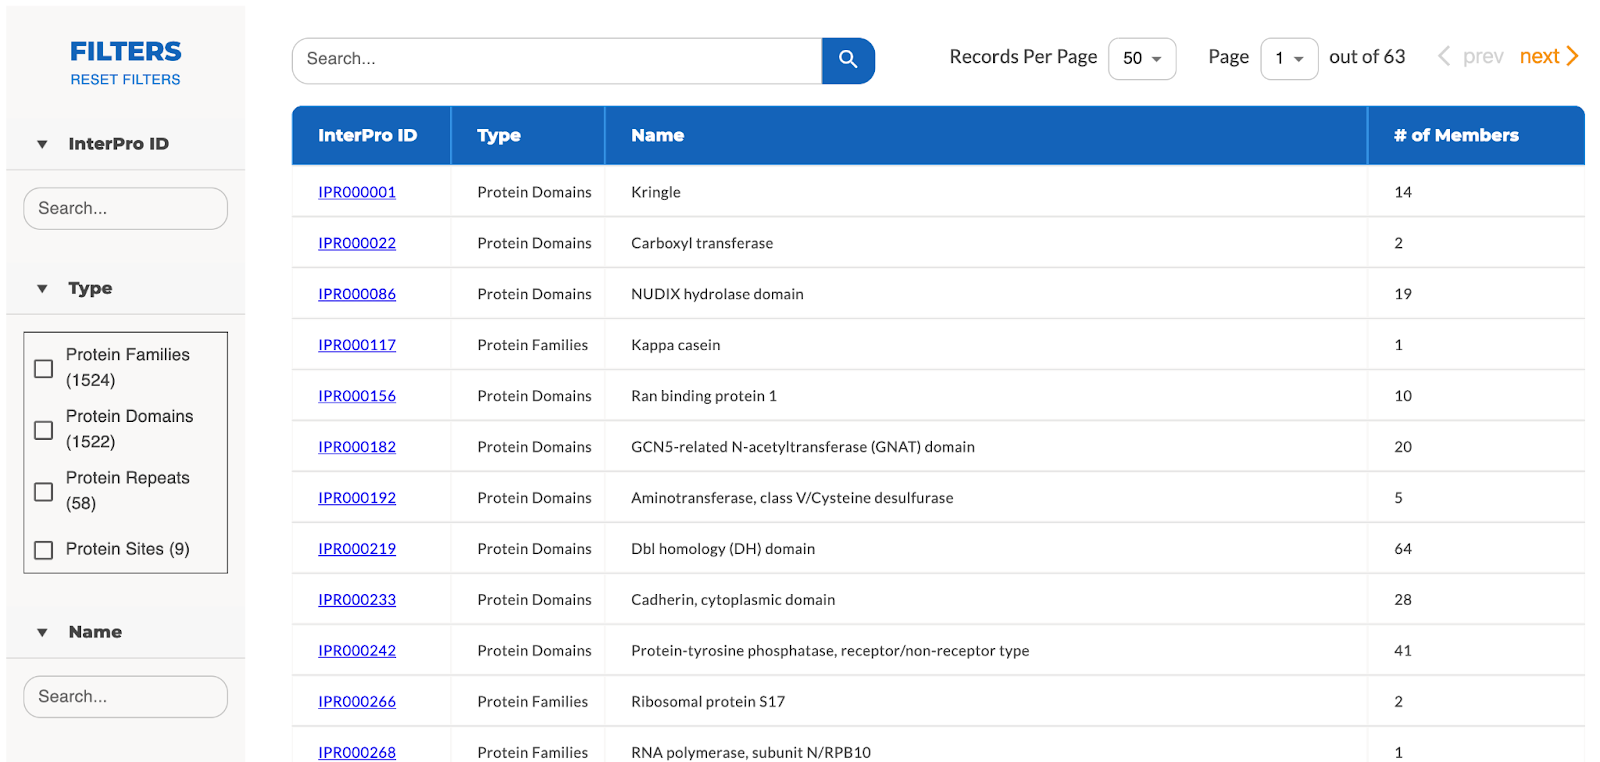 FILTERS
RESET FILTERS
InterPro ID
Search...
Type
Protein Families
(1524)
Protein Domains
(1522)
Protein Repeats
(58)
Protein Sites (9)
Name
Search...
Search...
Records Per Page 50 Page 1 out of 63 prev next
InterPro ID Type Name # of Members
IPR000001 Protein Domains Kringle 14
IPR000022 Protein Domains Carboxyl transferase 2
IPR000086 Protein Domains NUDIX hydrolase domain 19
IPR000117 Protein Families Kappa casein 1
IPR000156 Protein Domains Ran binding protein 1 10
IPR000182 Protein Domains GCN5-related N-acetyltransferase (GNAT) domain 20
IPR000192 Protein Domains Aminotransferase, class V/Cysteine desulfurase 5
IPR000219 Protein Domains Dbl homology (DH) domain 64
IPR000233 Protein Domains Cadherin, cytoplasmic domain 28
IPR000242 Protein Domains Protein-tyrosine phosphatase, receptor/non-receptor type 41
IPR000266 Protein Families Ribosomal protein S17 2
IPR000268 Protein Families RNA polymerase, subunit N/RPB10 1